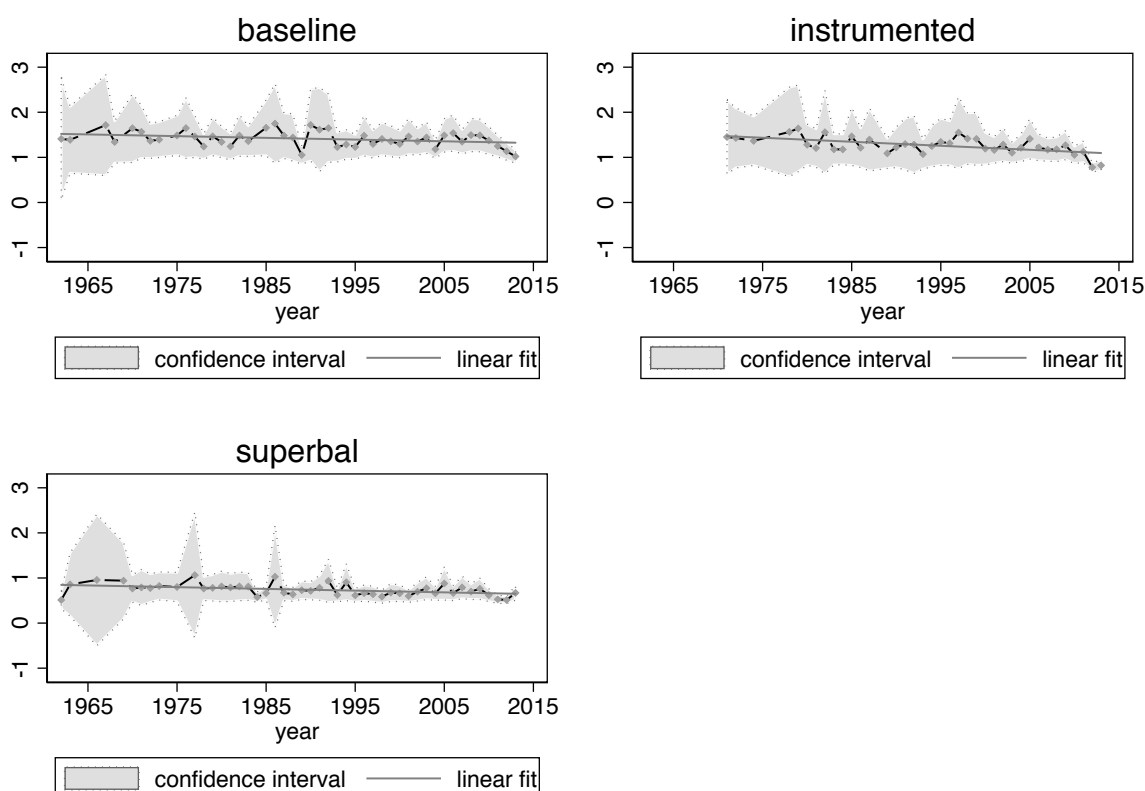 baseline
3
2
1
0
-1
1965 1975 1985 1995 2005 2015
year
confidence interval linear fit
instrumented
3
2
1
0
-1
1965 1975 1985 1995 2005 2015
year
confidence interval linear fit
superbal
3
2
1
0
-1
1965 1975 1985 1995 2005 2015
year
confidence interval linear fit